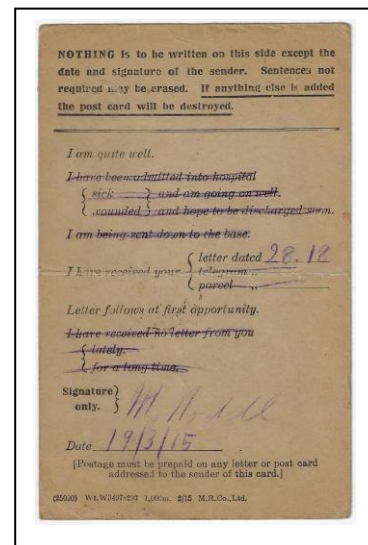 NOTHING is to be written on this side except the
date and signature of the sender. Sentences not
required may be erased. If anything else is added
the post card will be destroyed.
I am quite well.
I have been admitted into hospital
{ sick } and am going on well.
{ wounded } and hope to be discharged soon.
I am being sent down to the base.
{ letter dated 28. 18
I have received your { telegram „
{ parcel „
Letter follows at first opportunity.
I have received no letter from you
{ lately.
{ for a long time.
Signature }
only. }
Date 19/3/15
[Postage must be prepaid on any letter or post card
addressed to the sender of this card.]
(25000) Wt.W3497-293 1,000m. 2/15 M.R.Co.,Ltd.